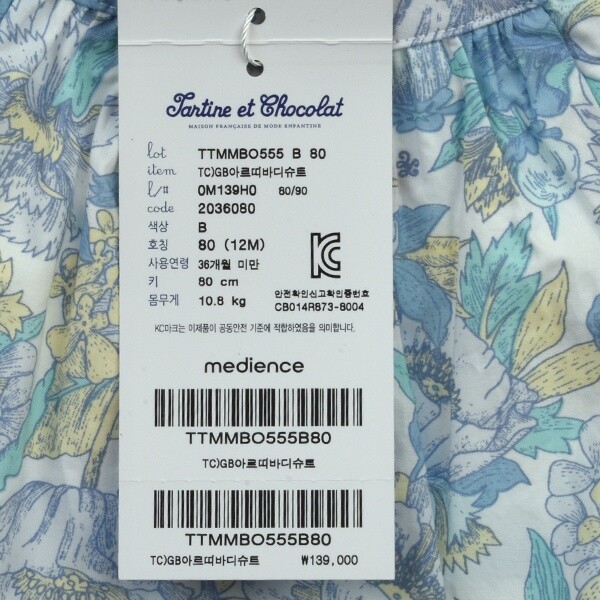 Tartine et Chocolat
MAISON FRANÇAISE DE MODE ENFANTINE
lot TTMMBO555 B 80
item TC)GB아르띠바디슈트
l/# 0M139H0 80/90
code 2036080
색상 B
호칭 80 (12M)
사용연령 36개월 미만
키 80 cm
몸무게 10.8 kg
안전확인신고확인증번호
CB014R873-8004
KC마크는 이제품이 공동안전 기준에 적합하였음을 의미합니다.
medience
TTMMBO555B80
TC)GB아르띠바디슈트
TTMMBO555B80
TC)GB아르띠바디슈트 ₩139,000